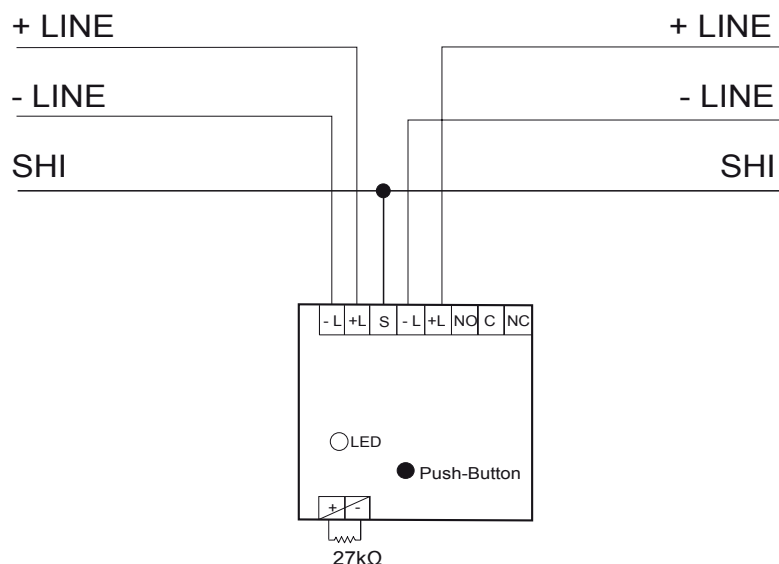 + LINE + LINE
- LINE - LINE
SHI SHI
- L +L S - L +L NO C NC
LED
Push-Button
+ -
27kΩ